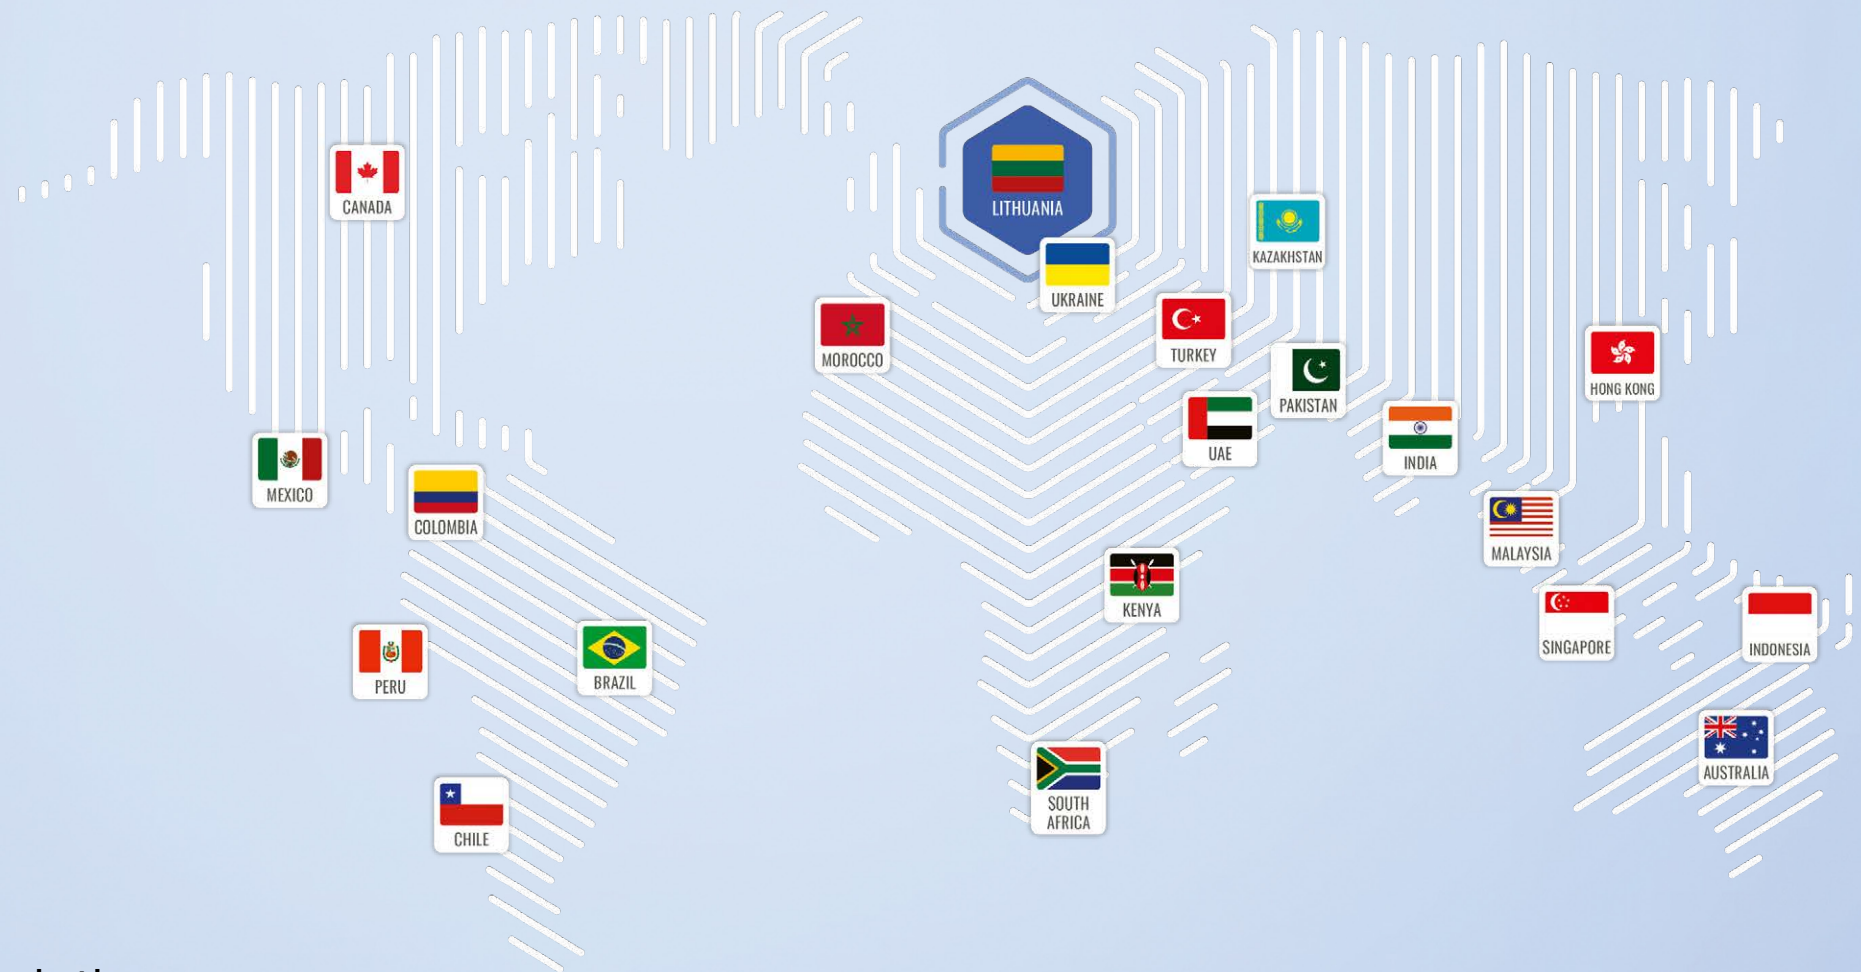 CANADA
LITHUANIA
KAZAKHSTAN
UKRAINE
MOROCCO
TURKEY
HONG KONG
PAKISTAN
UAE
INDIA
MEXICO
COLOMBIA
MALAYSIA
KENYA
SINGAPORE
INDONESIA
PERU
BRAZIL
AUSTRALIA
SOUTH
AFRICA
CHILE